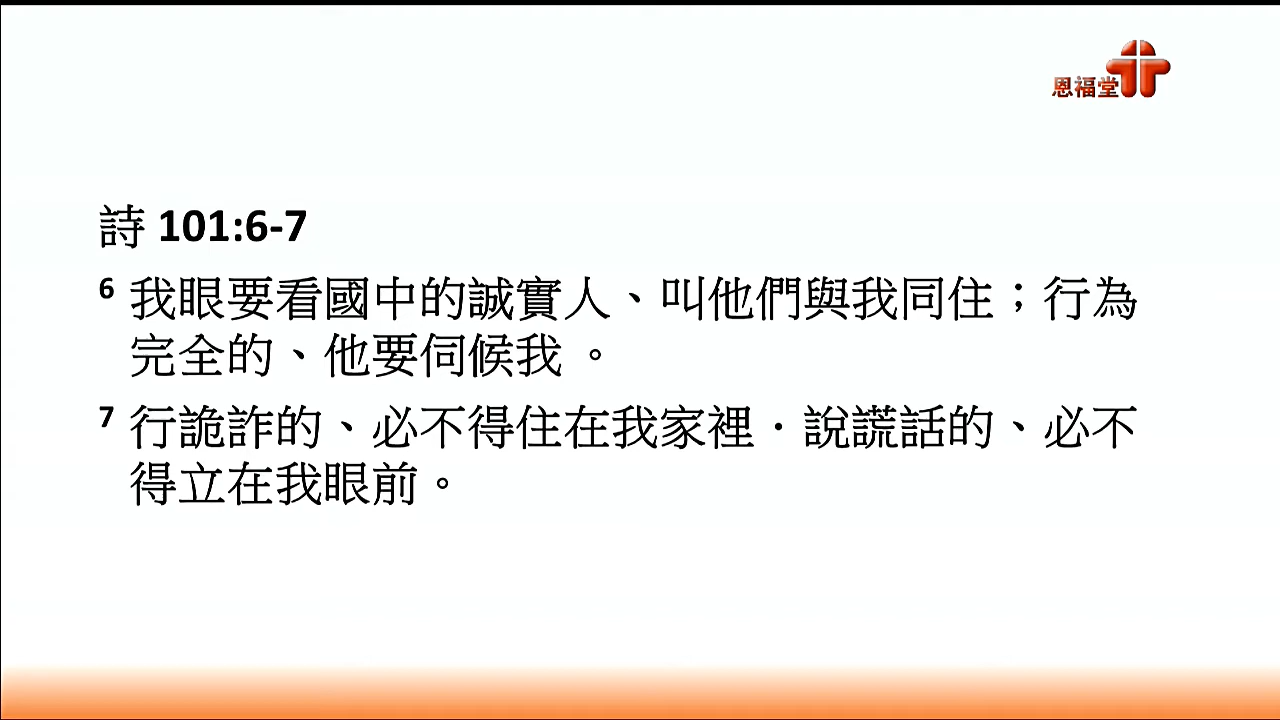 恩福堂
詩 101:6-7
6 我眼要看國中的誠實人、叫他們與我同住；行為
完全的、他要伺候我 。
7 行詭詐的、必不得住在我家裡．說謊話的、必不
得立在我眼前。